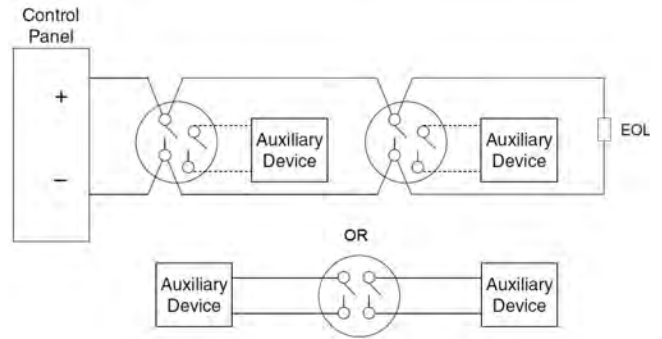 Control
Panel
+
Auxiliary
Device
Auxiliary
Device
EOL
−
OR
Auxiliary
Device
Auxiliary
Device